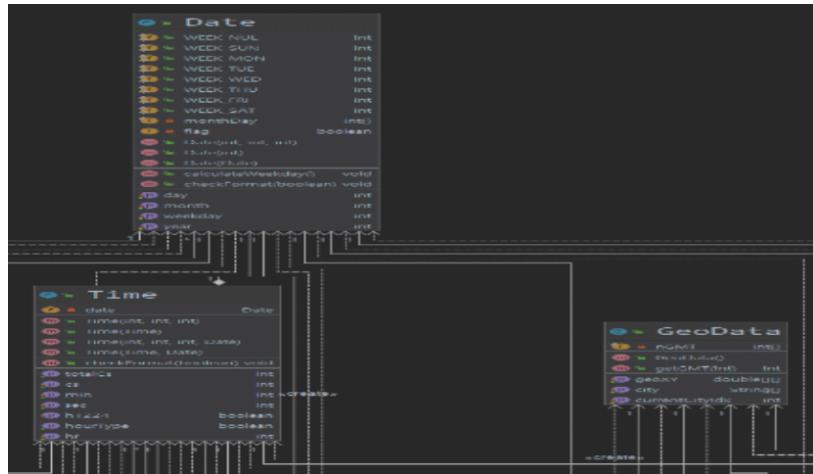 Date
WEEK_NUL int
WEEK_SUN int
WEEK_MON int
WEEK_TUE int
WEEK_WED int
WEEK_THU int
WEEK_FRI int
WEEK_SAT int
monthDay int[]
flag boolean
Date(int, int, int)
Date(int)
Date(Date)
calculateWeekday() void
checkFormat(boolean) void
day int
month int
weekday int
year int
Time
date Date
Time(int, int, int)
Time(Time)
Time(int, int, int, Date)
Time(Time, Date)
checkFormat(boolean) void
totalCs int
cs int
min int
«create»
sec int
h1224 boolean
hourType boolean
hr int
GeoData
nGMT int[]
GeoData()
getGMT(int) int
geoXY double[][]
city String[]
currentCityIdx int
«create»